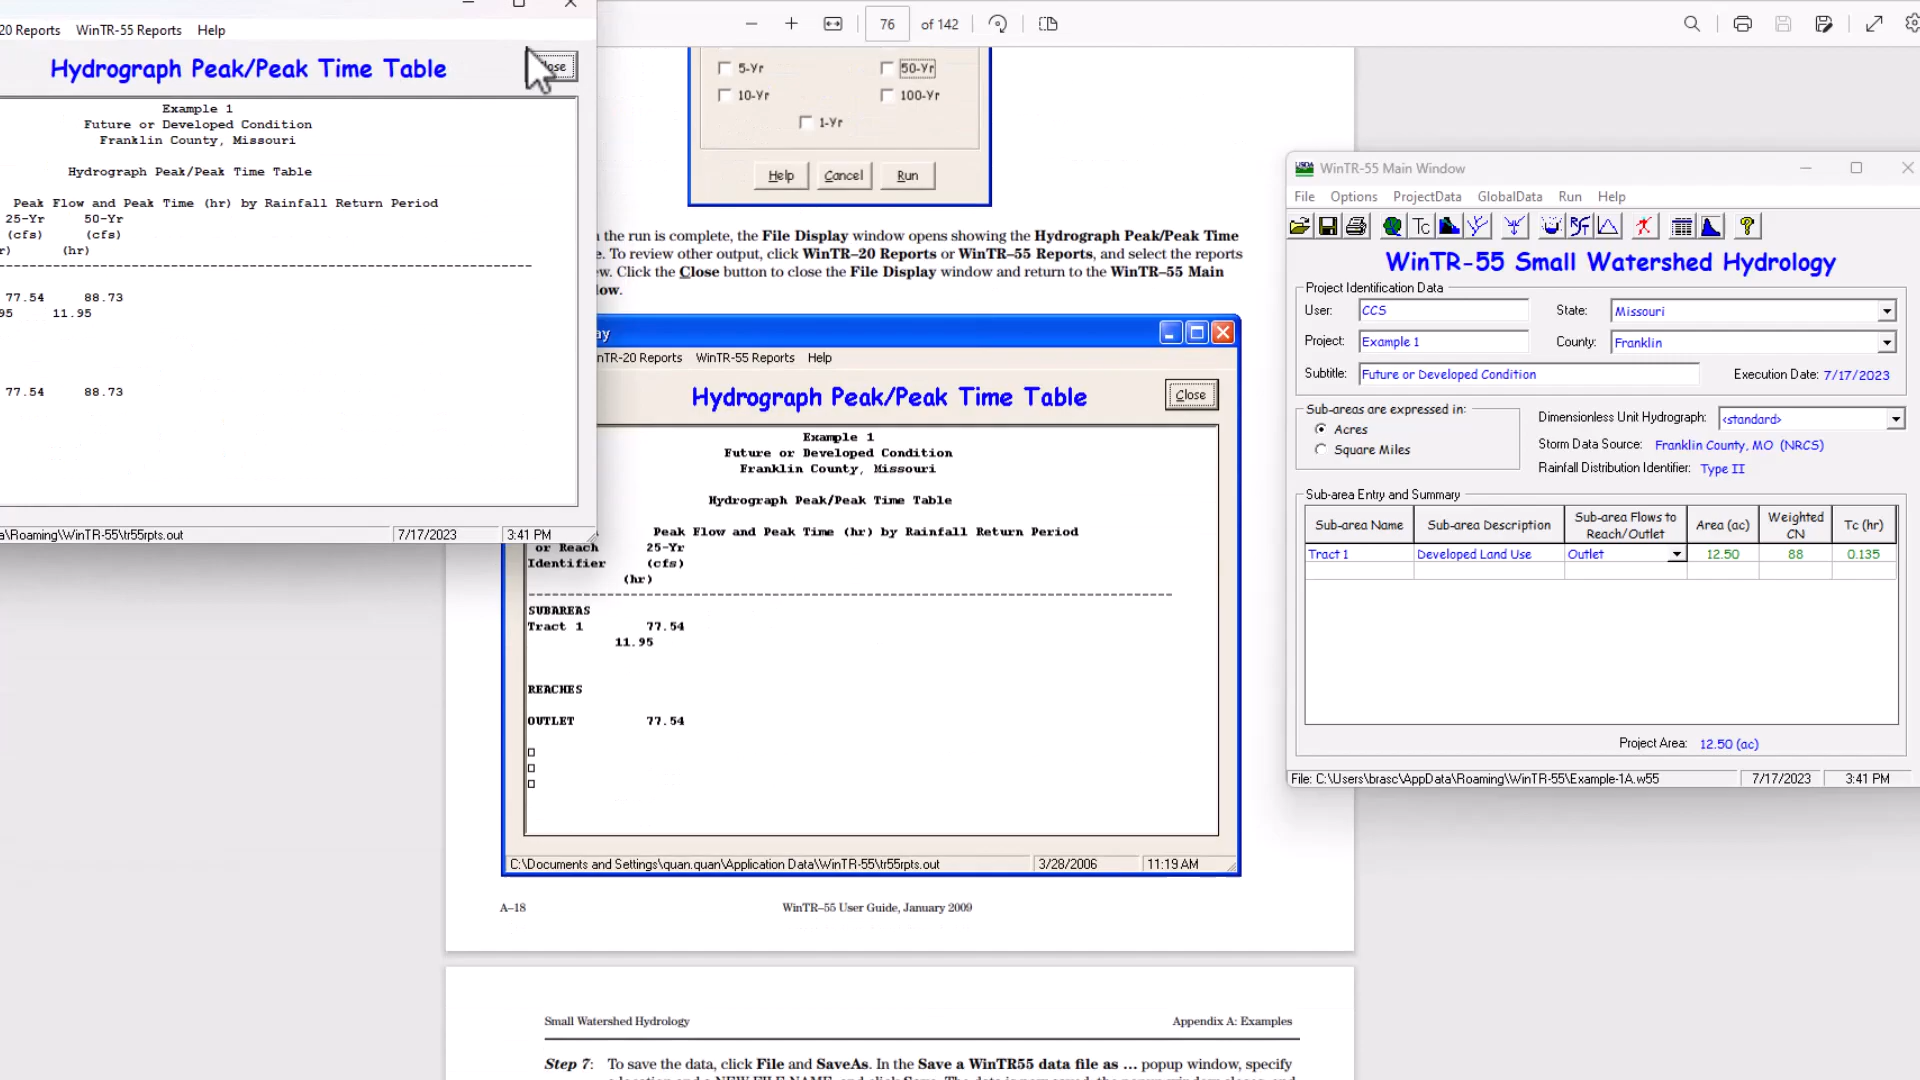 20 Reports WinTR-55 Reports Help
Hydrograph Peak/Peak Time Table
Example 1
Future or Developed Condition
Franklin County, Missouri
Hydrograph Peak/Peak Time Table
Peak Flow and Peak Time (hr) by Rainfall Return Period
25-Yr 50-Yr
(cfs) (cfs)
(hr)
77.54 88.73
95 11.95
77.54 88.73
a\Roaming\WinTR-55\tr55rpts.out 7/17/2023 3:41 PM
76 of 142
5-Yr 50-Yr
10-Yr 100-Yr
1-Yr
Help Cancel Run
the run is complete, the File Display window opens showing the Hydrograph Peak/Peak Time
To review other output, click WinTR–20 Reports or WinTR–55 Reports, and select the reports
Click the Close button to close the File Display window and return to the WinTR–55 Main
nTR-20 Reports WinTR-55 Reports Help
Hydrograph Peak/Peak Time Table Close
Example 1
Future or Developed Condition
Franklin County, Missouri
Hydrograph Peak/Peak Time Table
Peak Flow and Peak Time (hr) by Rainfall Return Period
or Reach 25-Yr
Identifier (cfs)
(hr)
SUBAREAS
Tract 1 77.54
11.95
REACHES
OUTLET 77.54
C:\Documents and Settings\quan.quan\Application Data\WinTR-55\tr55rpts.out 3/28/2006 11:19 AM
A–18 WinTR–55 User Guide, January 2009
Small Watershed Hydrology Appendix A: Examples
Step 7: To save the data, click File and SaveAs. In the Save a WinTR55 data file as ... popup window, specify
WinTR-55 Main Window
File Options ProjectData GlobalData Run Help
Tc
WinTR-55 Small Watershed Hydrology
Project Identification Data
User: CCS State: Missouri
Project: Example 1 County: Franklin
Subtitle: Future or Developed Condition Execution Date: 7/17/2023
Sub-areas are expressed in:
Acres
Square Miles
Dimensionless Unit Hydrograph: <standard>
Storm Data Source: Franklin County, MO (NRCS)
Rainfall Distribution Identifier: Type II
Sub-area Entry and Summary
Sub-area Name Sub-area Description Sub-area Flows to Reach/Outlet Area (ac) Weighted CN Tc (hr)
Tract 1 Developed Land Use Outlet 12.50 88 0.135
Project Area: 12.50 (ac)
File: C:\Users\brasc\AppData\Roaming\WinTR-55\Example-1A.w55 7/17/2023 3:41 PM